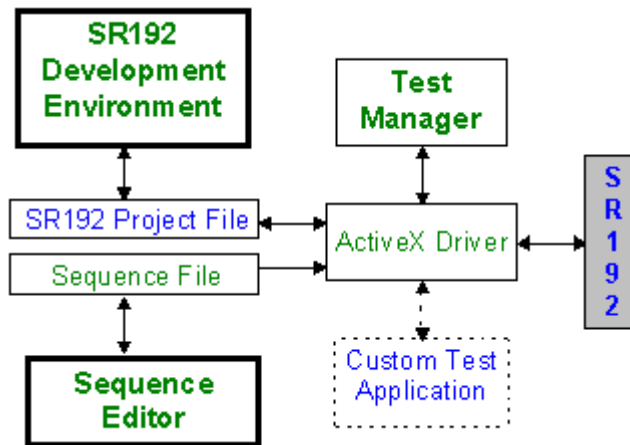 SR192
Development
Environment
Test
Manager
SR192 Project File
Sequence File
ActiveX Driver
S
R
1
9
2
Custom Test
Application
Sequence
Editor